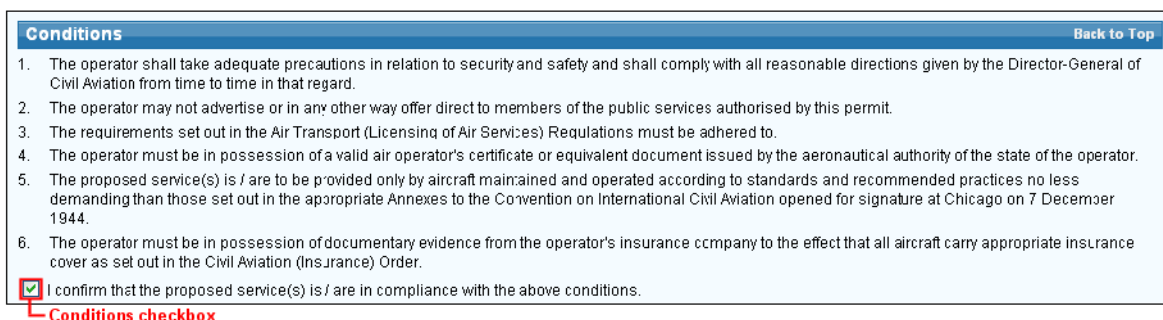 Conditions Back to Top
1. The operator shall take adequate precautions in relation to security and safety and shall comply with all reasonable directions given by the Director-General of
Civil Aviation from time to time in that regard.
2. The operator may not advertise or in any other way offer direct to members of the public services authorised by this permit.
3. The requirements set out in the Air Transport (Licensing of Air Services) Regulations must be adhered to.
4. The operator must be in possession of a valid air operator's certificate or equivalent document issued by the aeronautical authority of the state of the operator.
5. The proposed service(s) is / are to be provided only by aircraft maintained and operated according to standards and recommended practices no less
demanding than those set out in the appropriate Annexes to the Convention on International Civil Aviation opened for signature at Chicago on 7 December
1944.
6. The operator must be in possession of documentary evidence from the operator's insurance company to the effect that all aircraft carry appropriate insurance
cover as set out in the Civil Aviation (Insurance) Order.
I confirm that the proposed service(s) is / are in compliance with the above conditions.
Conditions checkbox